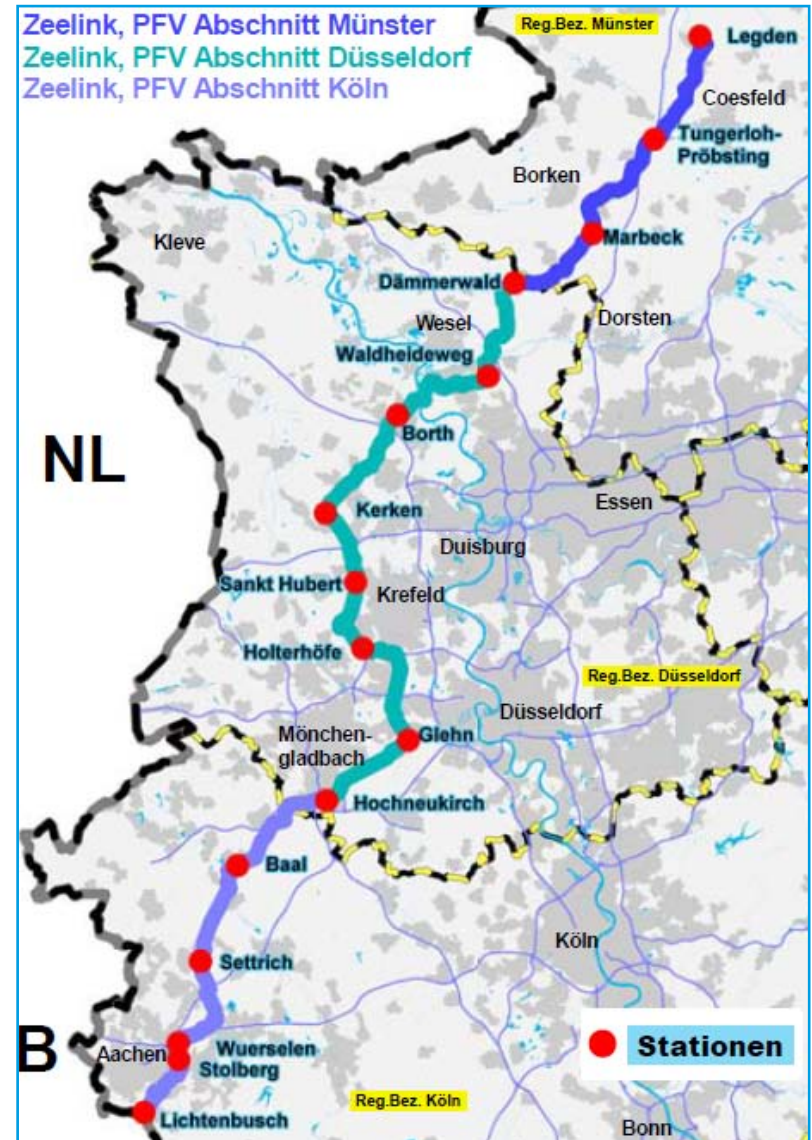 Zeelink, PFV Abschnitt Münster
Zeelink, PFV Abschnitt Düsseldorf
Zeelink, PFV Abschnitt Köln
Reg.Bez. Münster
Legden
Coesfeld
Tungerloh-
Pröbsting
Borken
Marbeck
Kleve
Dämmerwald
Wesel
Dorsten
Waldheideweg
Borth
NL
Kerken
Essen
Duisburg
Sankt Hubert
Krefeld
Holterhöfe
Reg.Bez. Düsseldorf
Düsseldorf
Mönchen-
gladbach
Glehn
Hochneukirch
Baal
Köln
Settrich
B
Aachen
Wuerselen
Stolberg
Stationen
Lichtenbusch
Reg.Bez. Köln
Bonn